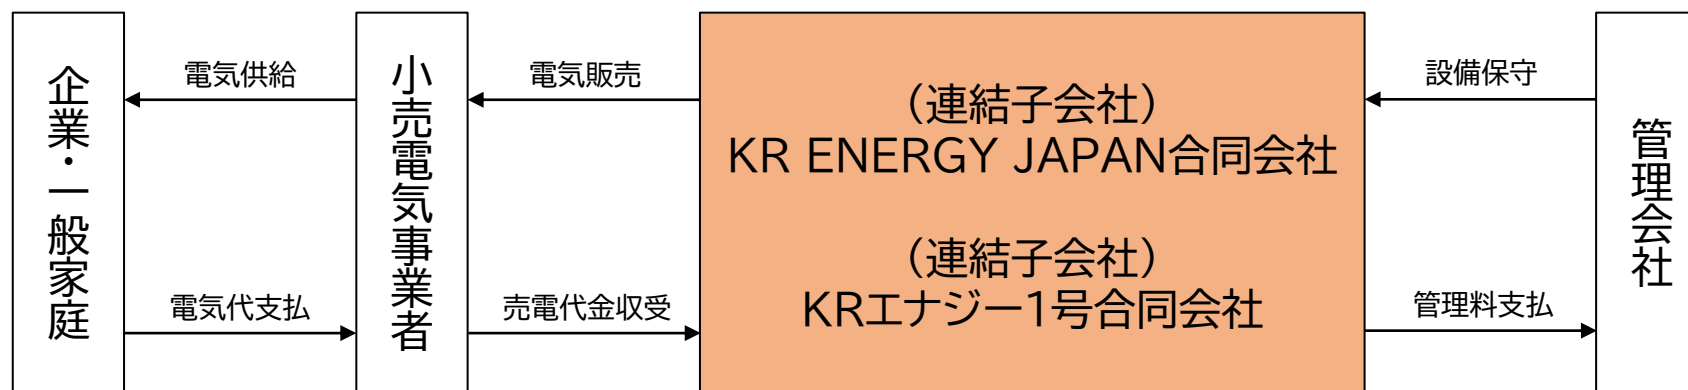 企業・一般家庭
電気供給
電気代支払
小売電気事業者
電気販売
売電代金収受
（連結子会社）
KR ENERGY JAPAN合同会社
（連結子会社）
KRエナジー1号合同会社
設備保守
管理料支払
管理会社